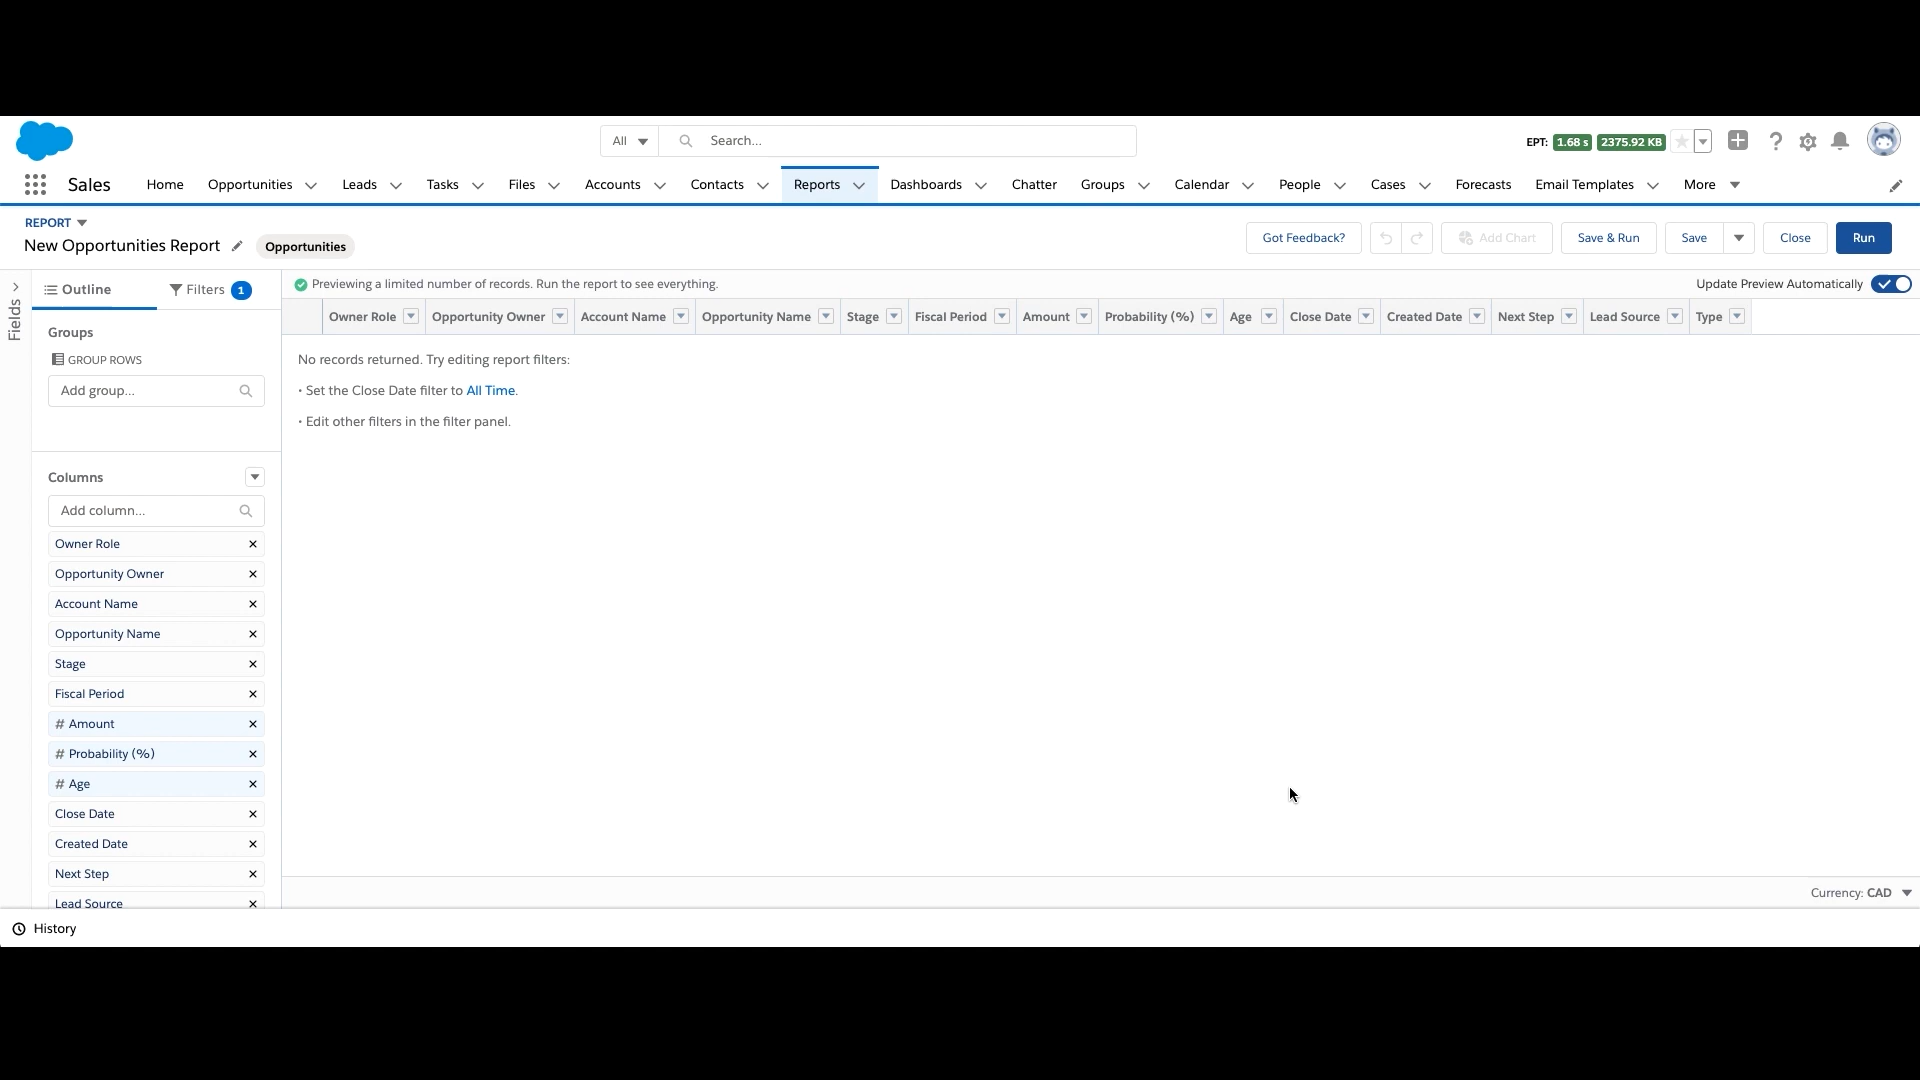 All
Search...
EPT: 1.68 s 2375.92 KB
Sales
Home Opportunities Leads Tasks Files Accounts Contacts Reports Dashboards Chatter Groups Calendar People Cases Forecasts Email Templates More
REPORT
New Opportunities Report
Opportunities
Got Feedback?
Add Chart
Save & Run
Save
Close
Run
Fields
Outline
Filters 1
Previewing a limited number of records. Run the report to see everything.
Update Preview Automatically
Groups
GROUP ROWS
Add group...
Columns
Add column...
Owner Role
Opportunity Owner
Account Name
Opportunity Name
Stage
Fiscal Period
# Amount
# Probability (%)
# Age
Close Date
Created Date
Next Step
Lead Source
Owner Role Opportunity Owner Account Name Opportunity Name Stage Fiscal Period Amount Probability (%) Age Close Date Created Date Next Step Lead Source Type
No records returned. Try editing report filters:
• Set the Close Date filter to All Time.
• Edit other filters in the filter panel.
Currency: CAD
History